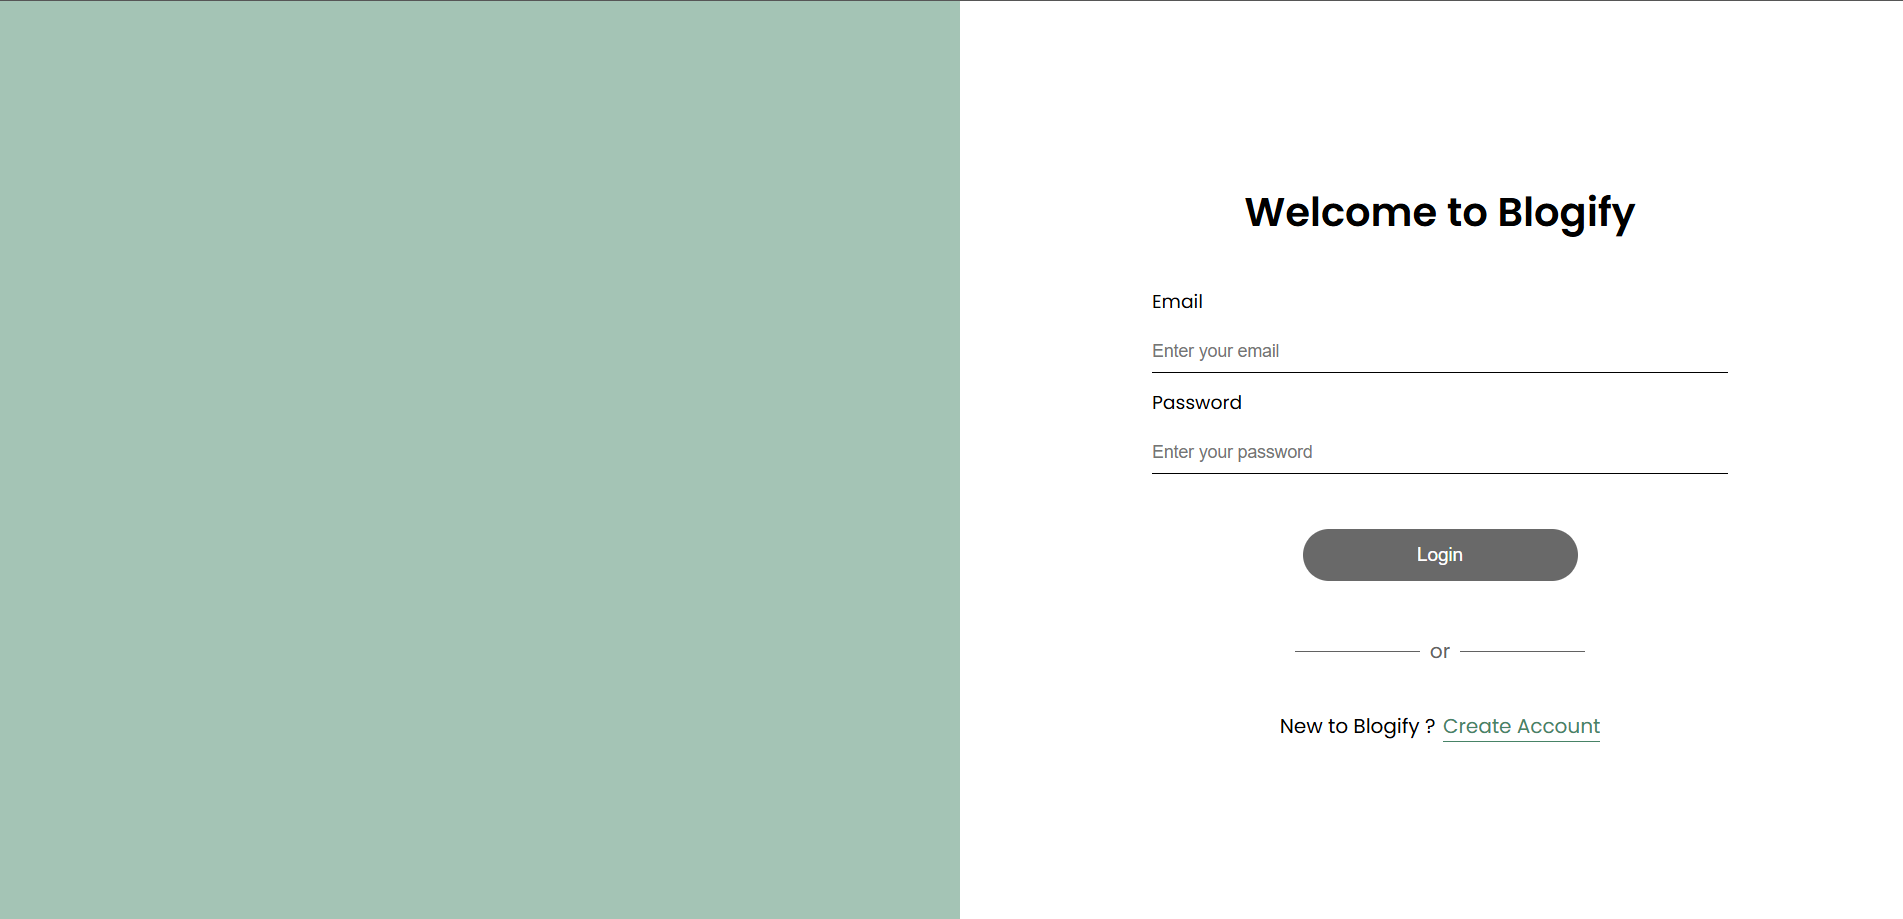 Welcome to Blogify
Email
Enter your email
Password
Enter your password
Login
or
New to Blogify ? Create Account